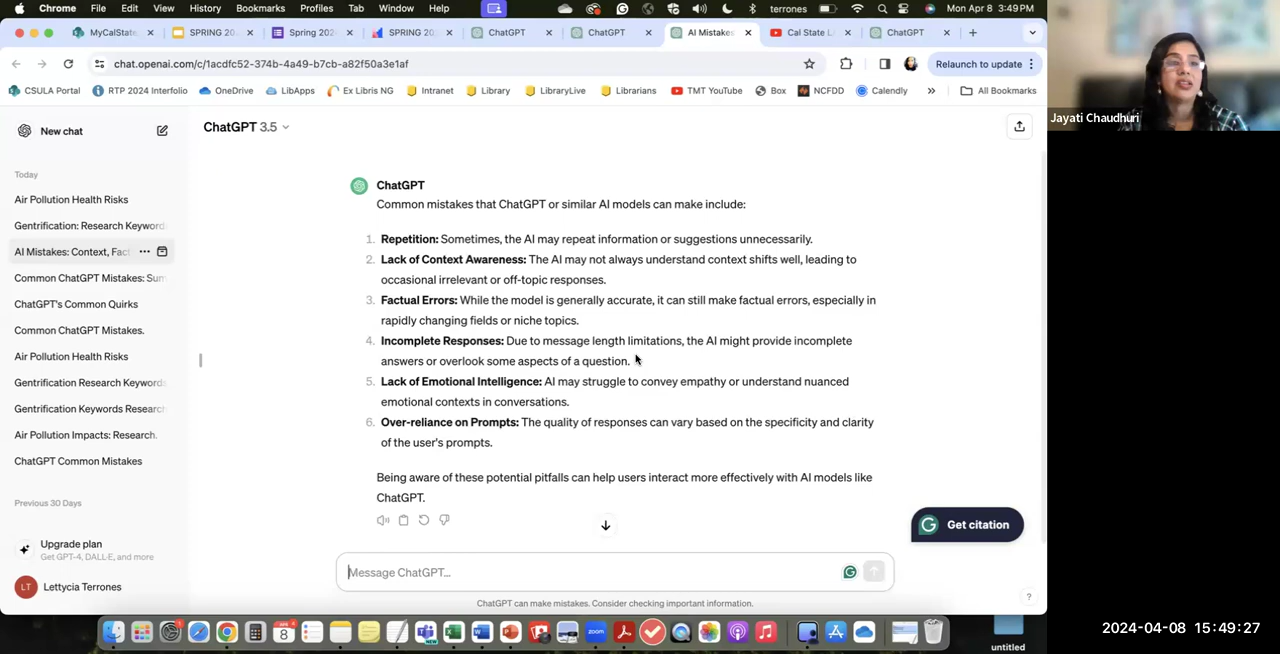 Chrome File Edit View History Bookmarks Profiles Tab Window Help terrones Mon Apr 8 3:49 PM
MyCalState SPRING 20 Spring 2024 SPRING 20 ChatGPT ChatGPT AI Mistakes Cal State L ChatGPT
chat.openai.com/c/1acdfc52-374b-4a49-b7cb-a82f50a3e1af Relaunch to update
CSULA Portal RTP 2024 Interfolio OneDrive LibApps Ex Libris NG Intranet Library LibraryLive Librarians TMT YouTube Box NCFDD Calendly » All Bookmarks
Jayati Chaudhuri
New chat
ChatGPT 3.5
Today
Air Pollution Health Risks
Gentrification: Research Keyword
AI Mistakes: Context, Fact
Common ChatGPT Mistakes: Sum
ChatGPT's Common Quirks
Common ChatGPT Mistakes.
Air Pollution Health Risks
Gentrification Research Keywords
Gentrification Keywords Research
Air Pollution Impacts: Research.
ChatGPT Common Mistakes
Previous 30 Days
Upgrade plan
Get GPT-4, DALL·E, and more
LT Lettycia Terrones
ChatGPT
Common mistakes that ChatGPT or similar AI models can make include:
1. Repetition: Sometimes, the AI may repeat information or suggestions unnecessarily.
2. Lack of Context Awareness: The AI may not always understand context shifts well, leading to
occasional irrelevant or off-topic responses.
3. Factual Errors: While the model is generally accurate, it can still make factual errors, especially in
rapidly changing fields or niche topics.
4. Incomplete Responses: Due to message length limitations, the AI might provide incomplete
answers or overlook some aspects of a question.
5. Lack of Emotional Intelligence: AI may struggle to convey empathy or understand nuanced
emotional contexts in conversations.
6. Over-reliance on Prompts: The quality of responses can vary based on the specificity and clarity
of the user's prompts.
Being aware of these potential pitfalls can help users interact more effectively with AI models like
ChatGPT.
Get citation
Message ChatGPT...
ChatGPT can make mistakes. Consider checking important information.
?
untitled
2024-04-08 15:49:27